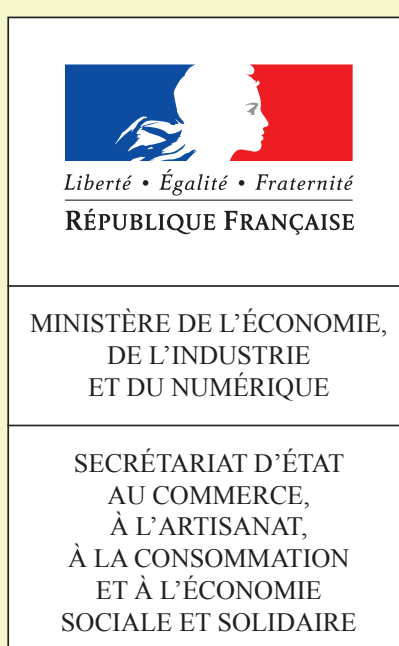 Liberté • Égalité • Fraternité
RÉPUBLIQUE FRANÇAISE
MINISTÈRE DE L’ÉCONOMIE,
DE L’INDUSTRIE
ET DU NUMÉRIQUE
SECRÉTARIAT D’ÉTAT
AU COMMERCE,
À L’ARTISANAT,
À LA CONSOMMATION
ET À L’ÉCONOMIE
SOCIALE ET SOLIDAIRE